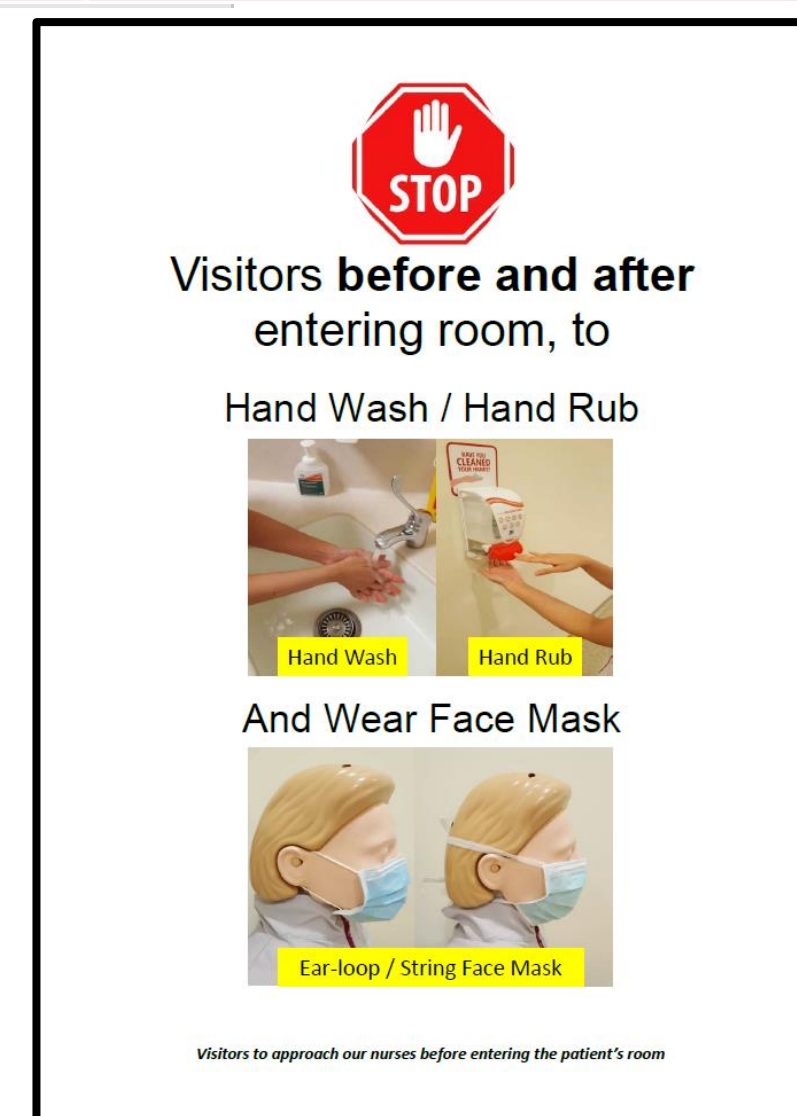 STOP
Visitors before and after
entering room, to
Hand Wash / Hand Rub
HAVE YOU
CLEANED
YOUR HANDS?
Hand Wash
Hand Rub
And Wear Face Mask
Ear-loop / String Face Mask
Visitors to approach our nurses before entering the patient's room